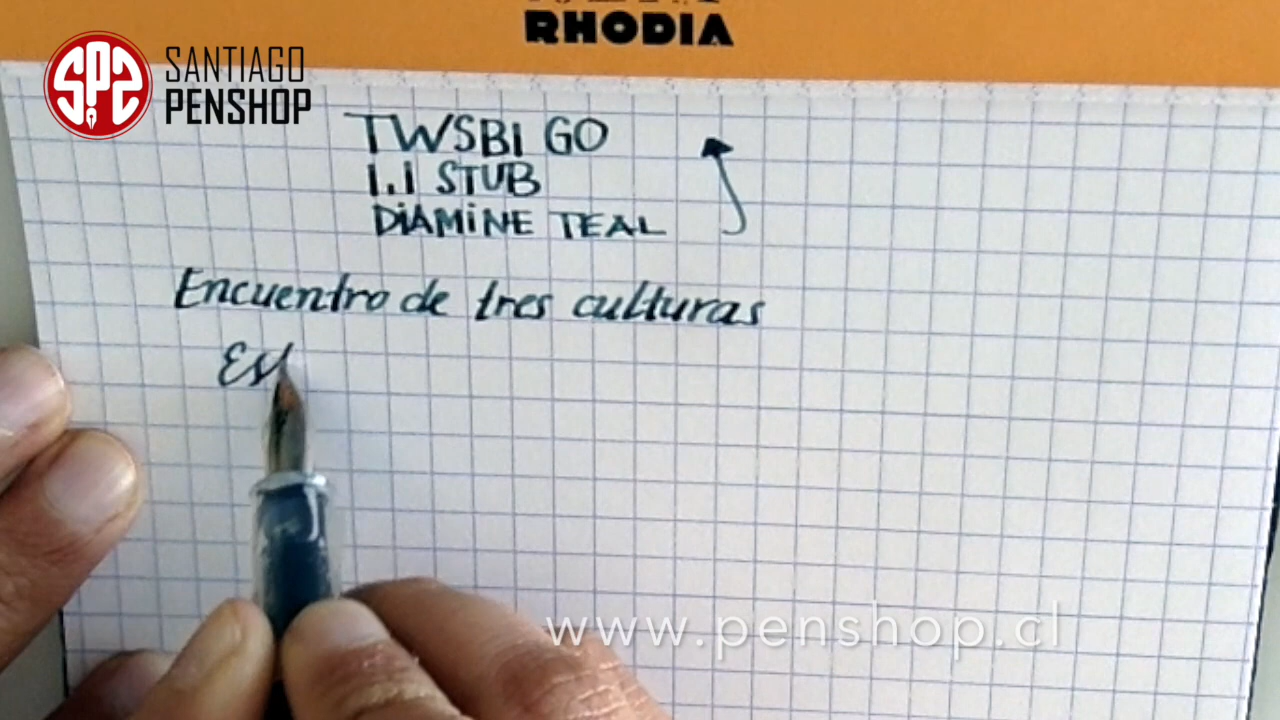 RHODIA
SANTIAGO
PENSHOP
TWSBI GO
1.1 STUB
DIAMINE TEAL
Encuentro de tres culturas
www.penshop.cl